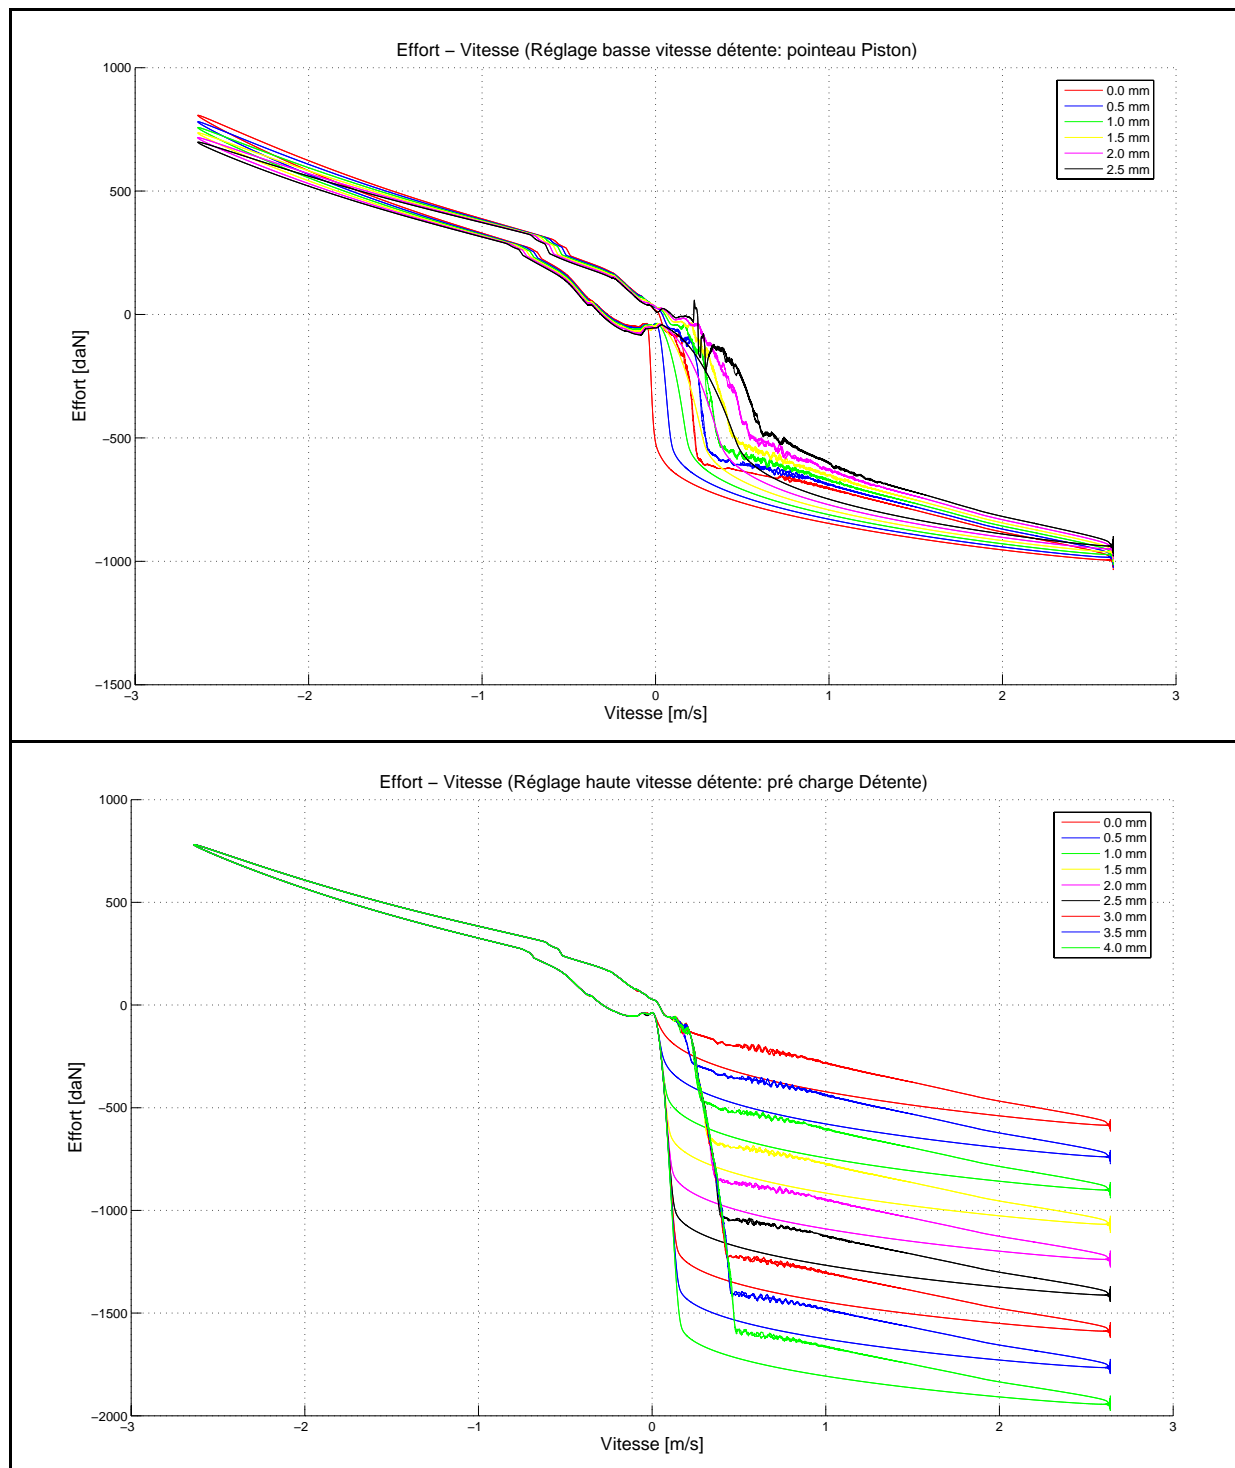 Effort – Vitesse (Réglage basse vitesse détente: pointeau Piston)
1000
500
0
−500
−1000
−1500
Effort [daN]
−3 −2 −1 0 1 2 3
Vitesse [m/s]
0.0 mm
0.5 mm
1.0 mm
1.5 mm
2.0 mm
2.5 mm
Effort – Vitesse (Réglage haute vitesse détente: pré charge Détente)
1000
500
0
−500
−1000
−1500
−2000
Effort [daN]
−3 −2 −1 0 1 2 3
Vitesse [m/s]
0.0 mm
0.5 mm
1.0 mm
1.5 mm
2.0 mm
2.5 mm
3.0 mm
3.5 mm
4.0 mm